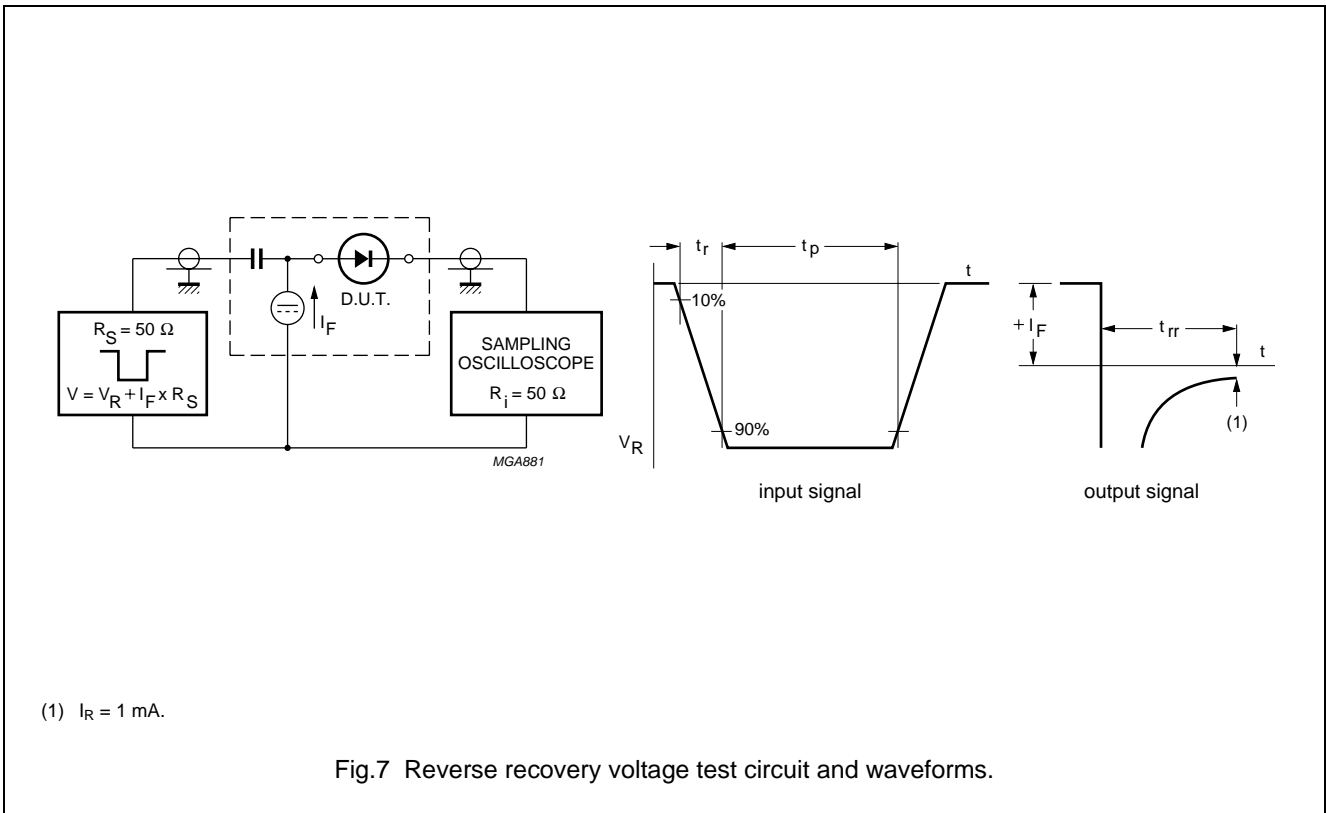 R_S = 50 Ω
V = V_R + I_F x R_S
I_F
D.U.T.
SAMPLING
OSCILLOSCOPE
R_i = 50 Ω
MGA881
t_r
t_p
t
10%
90%
V_R
input signal
+ I_F
t_rr
t
(1)
output signal
(1) I_R = 1 mA.
Fig.7 Reverse recovery voltage test circuit and waveforms.